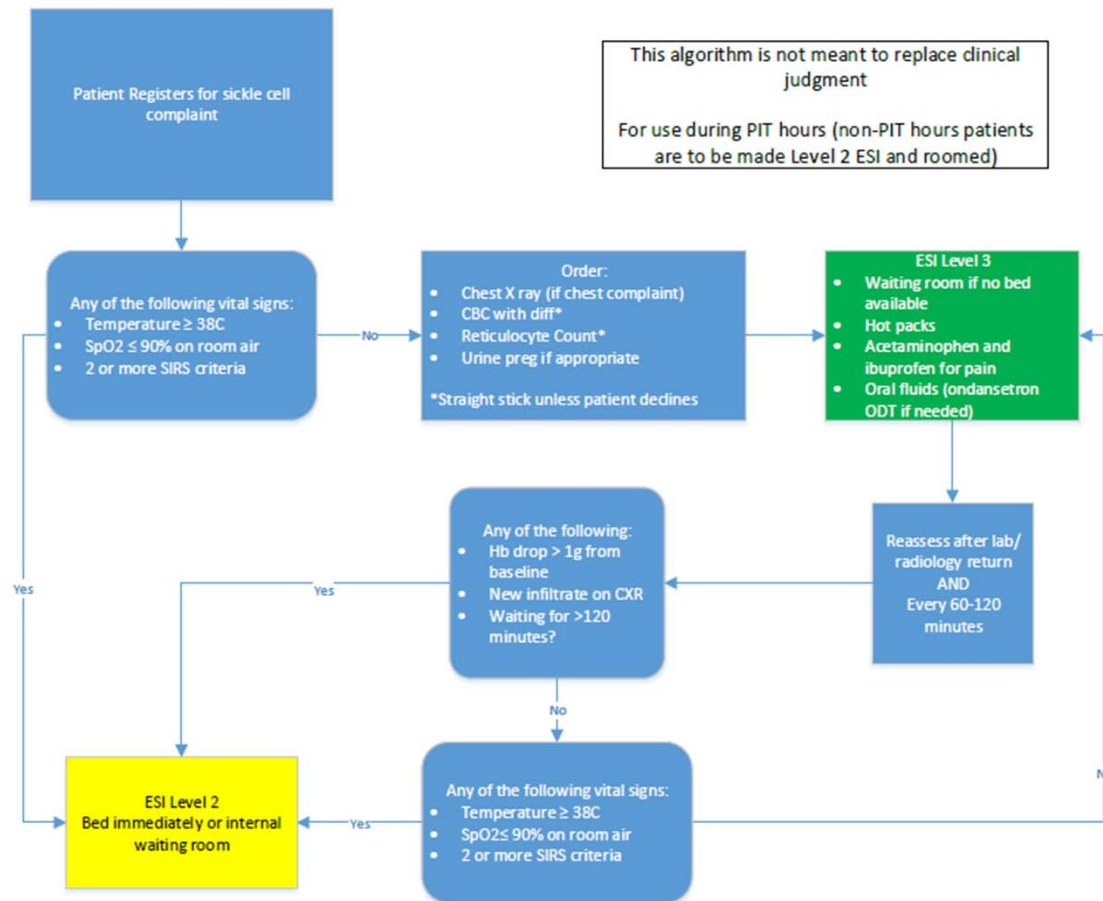 Patient Registers for sickle cell
complaint
This algorithm is not meant to replace clinical
judgment
For use during PIT hours (non-PIT hours patients
are to be made Level 2 ESI and roomed)
Any of the following vital signs:
• Temperature ≥ 38C
• SpO2 ≤ 90% on room air
• 2 or more SIRS criteria
No
Order:
• Chest X ray (if chest complaint)
• CBC with diff*
• Reticulocyte Count*
• Urine preg if appropriate
*Straight stick unless patient declines
ESI Level 3
• Waiting room if no bed
available
• Hot packs
• Acetaminophen and
ibuprofen for pain
• Oral fluids (ondansetron
ODT if needed)
Reassess after lab/
radiology return
AND
Every 60-120
minutes
Any of the following:
• Hb drop > 1g from
baseline
• New infiltrate on CXR
• Waiting for >120
minutes?
Yes
Yes
No
Any of the following vital signs:
• Temperature ≥ 38C
• SpO2≤ 90% on room air
• 2 or more SIRS criteria
Yes
ESI Level 2
Bed immediately or internal
waiting room